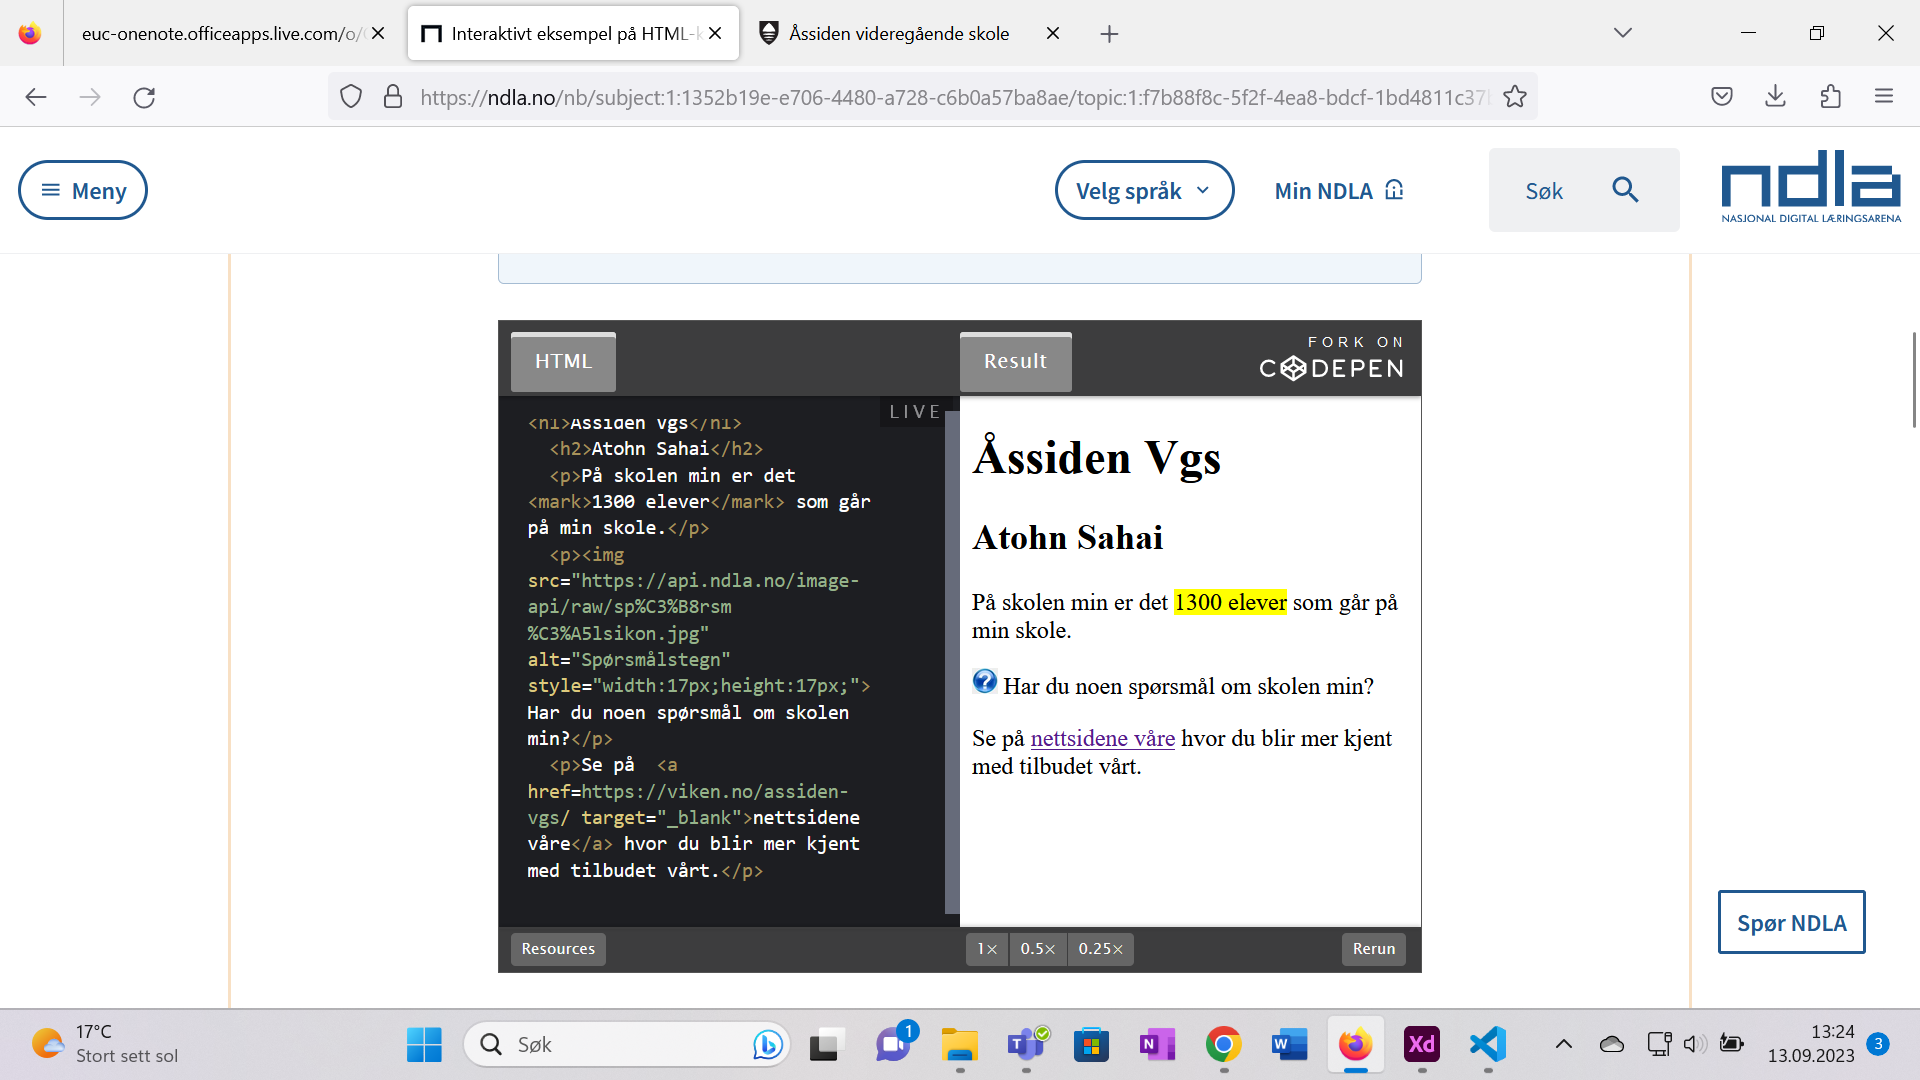 euc-onenote.officeapps.live.com/o/
Interaktivt eksempel på HTML-k
Åssiden videregående skole
https://ndla.no/nb/subject:1:1352b19e-e706-4480-a728-c6b0a57ba8ae/topic:1:f7b88f8c-5f2f-4ea8-bdcf-1bd4811c37b
Meny
Velg språk
Min NDLA
Søk
ndla
NASJONAL DIGITAL LÆRINGSARENA
HTML
Result
FORK ON
CODEPEN
LIVE
<h1>Åssiden Vgs</h1>
<h2>Atohn Sahai</h2>
<p>På skolen min er det
<mark>1300 elever</mark> som går
på min skole.</p>
<p><img
src="https://api.ndla.no/image-
api/raw/sp%C3%B8rsm
%C3%A5lsikon.jpg"
alt="Spørsmålstegn"
style="width:17px;height:17px;">
Har du noen spørsmål om skolen
min?</p>
<p>Se på <a
href=https://viken.no/assiden-
vgs/ target="_blank">nettsidene
våre</a> hvor du blir mer kjent
med tilbudet vårt.</p>
Åssiden Vgs
Atohn Sahai
På skolen min er det 1300 elever som går på
min skole.
Har du noen spørsmål om skolen min?
Se på nettsidene våre hvor du blir mer kjent
med tilbudet vårt.
Resources
1× 0.5× 0.25×
Rerun
Spør NDLA
17°C
Stort sett sol
Søk
1
T
N
W
Xd
13:24
13.09.2023
3